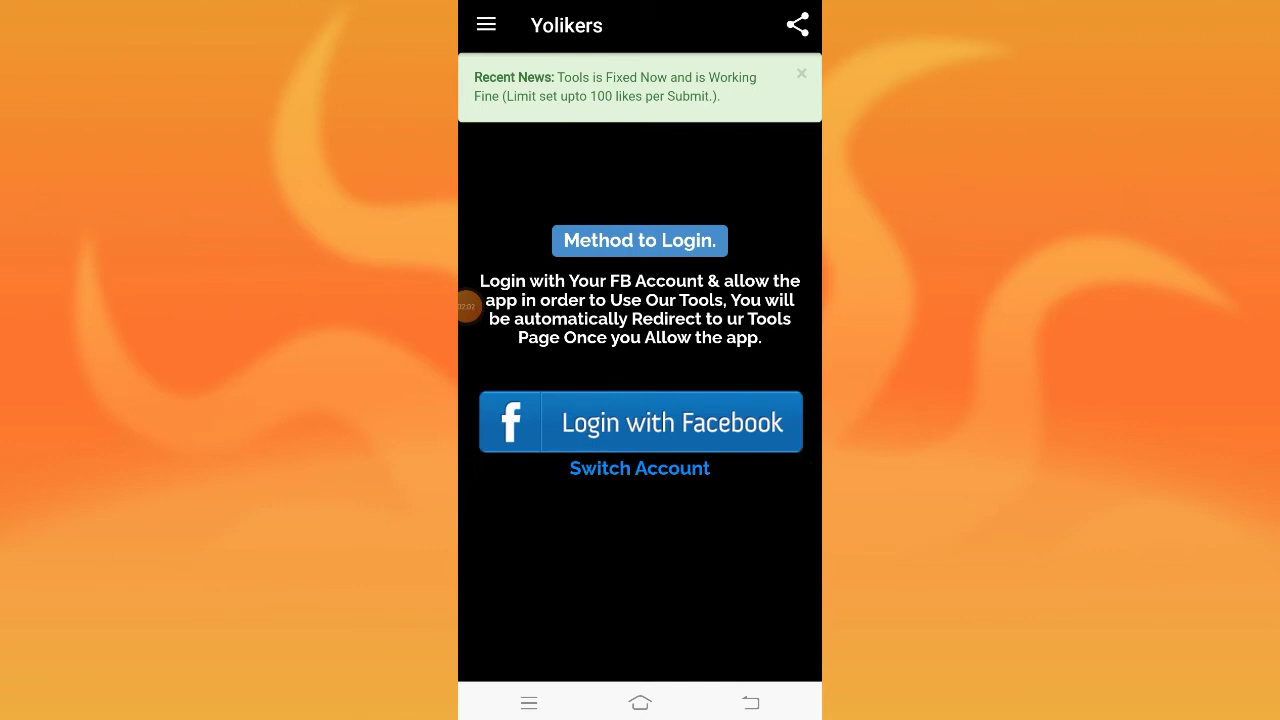 Yolikers
Recent News: Tools is Fixed Now and is Working
Fine (Limit set upto 100 likes per Submit.).
×
Method to Login.
Login with Your FB Account & allow the
app in order to Use Our Tools, You will
02:02
be automatically Redirect to ur Tools
Page Once you Allow the app.
f Login with Facebook
Switch Account